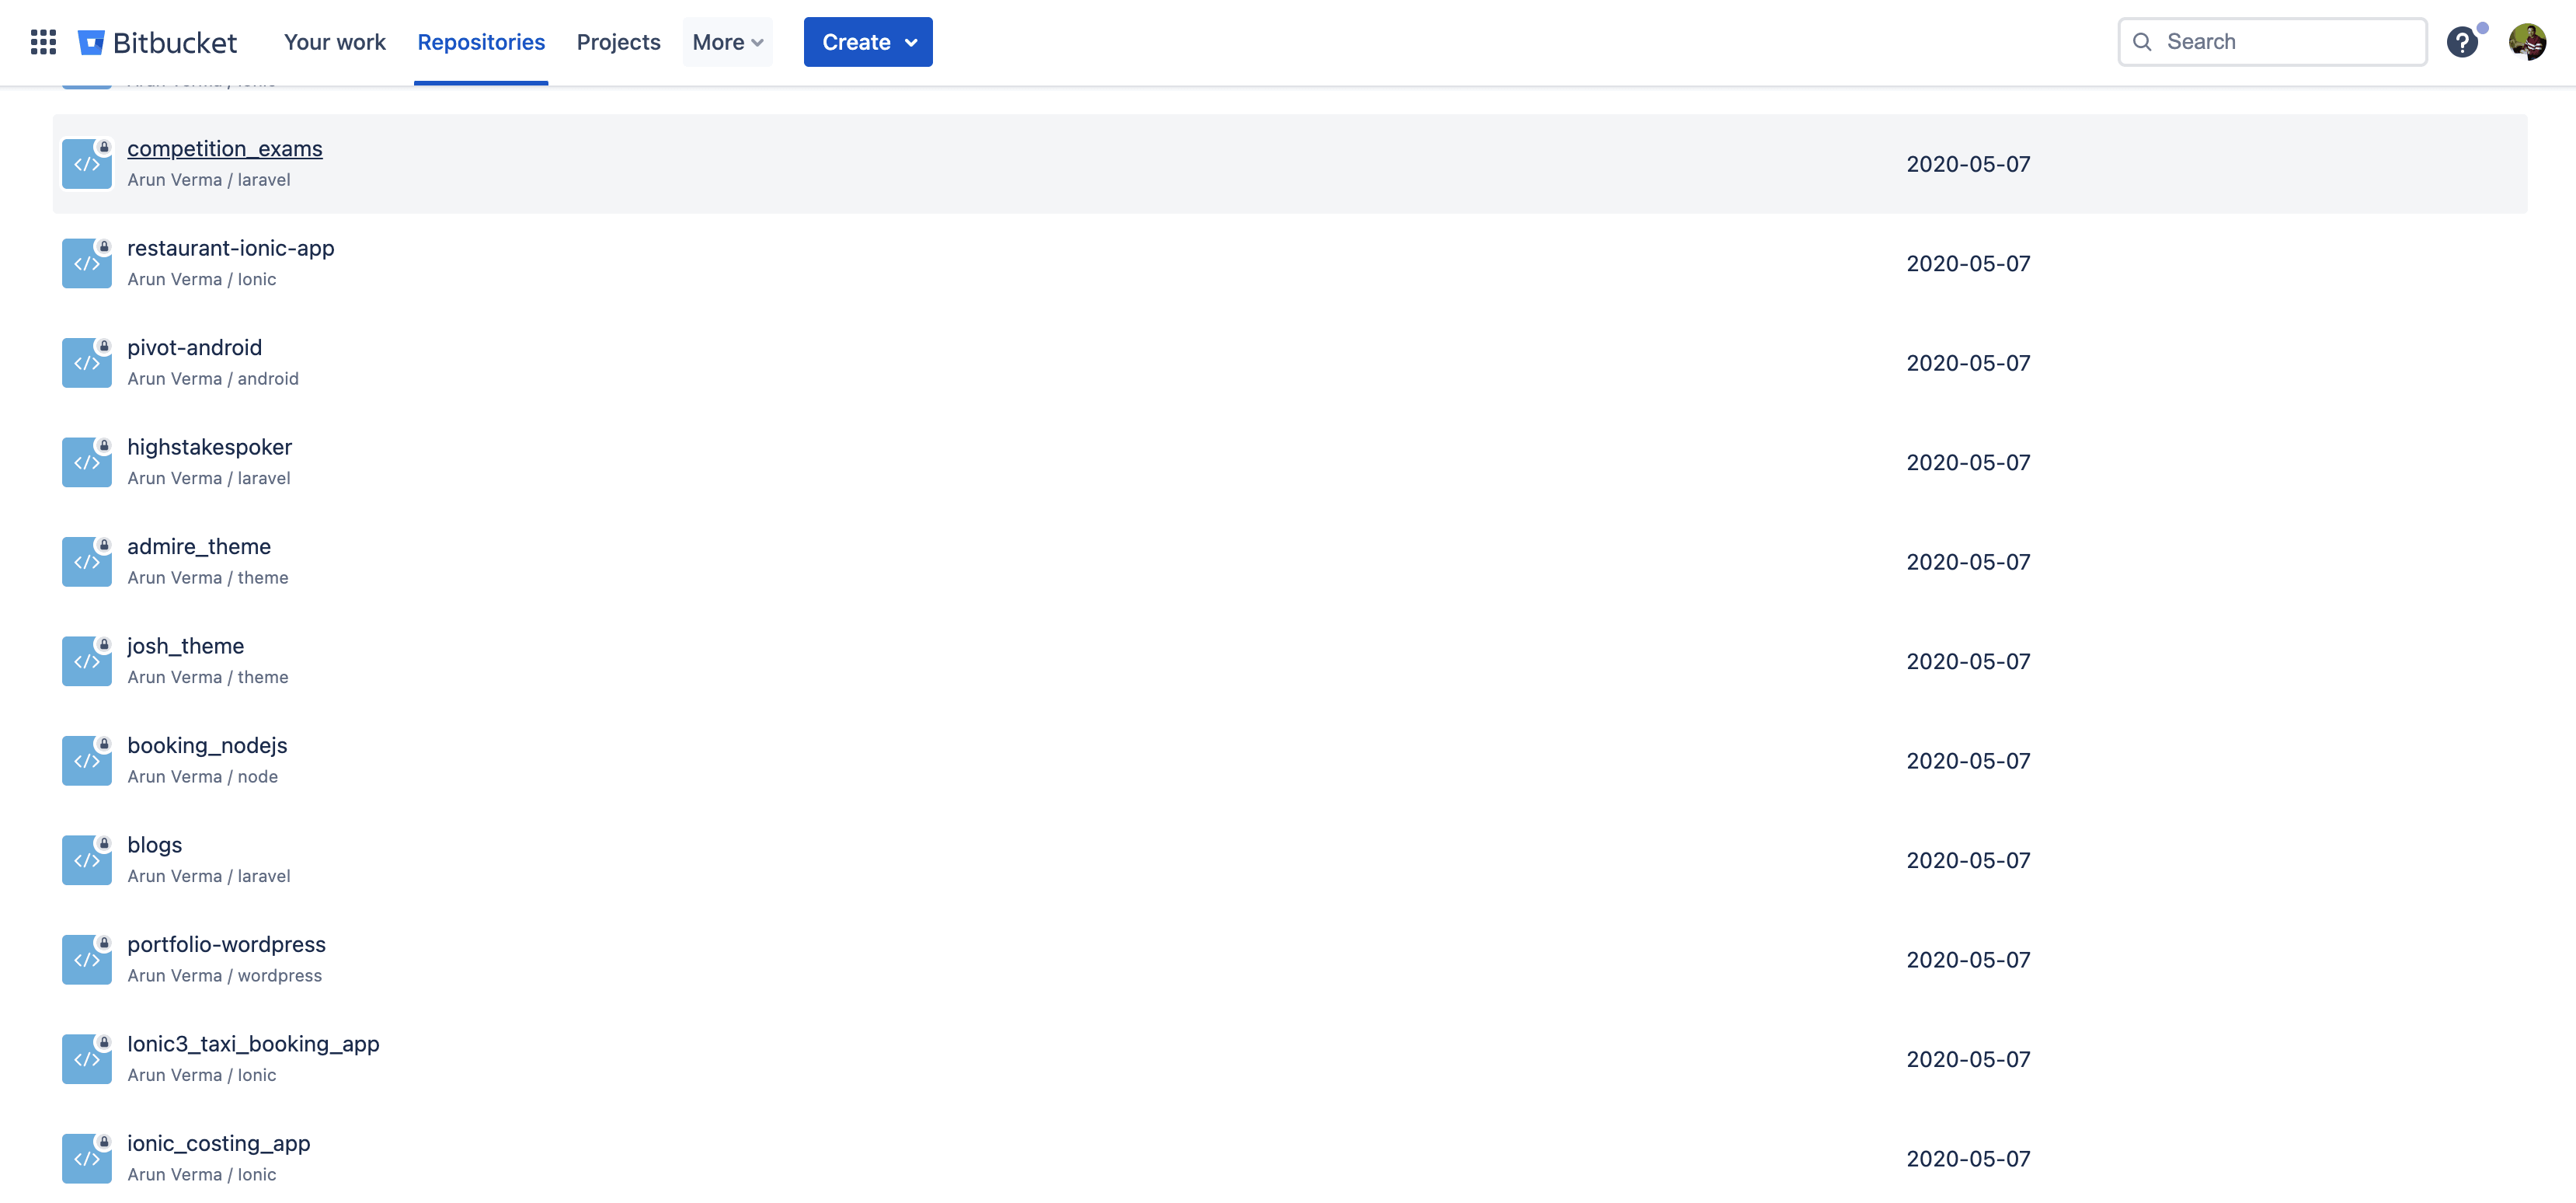 Bitbucket Your work Repositories Projects More Create Search ?
competition_exams
Arun Verma / laravel
2020-05-07
restaurant-ionic-app
Arun Verma / Ionic
2020-05-07
pivot-android
Arun Verma / android
2020-05-07
highstakespoker
Arun Verma / laravel
2020-05-07
admire_theme
Arun Verma / theme
2020-05-07
josh_theme
Arun Verma / theme
2020-05-07
booking_nodejs
Arun Verma / node
2020-05-07
blogs
Arun Verma / laravel
2020-05-07
portfolio-wordpress
Arun Verma / wordpress
2020-05-07
Ionic3_taxi_booking_app
Arun Verma / Ionic
2020-05-07
ionic_costing_app
Arun Verma / Ionic
2020-05-07